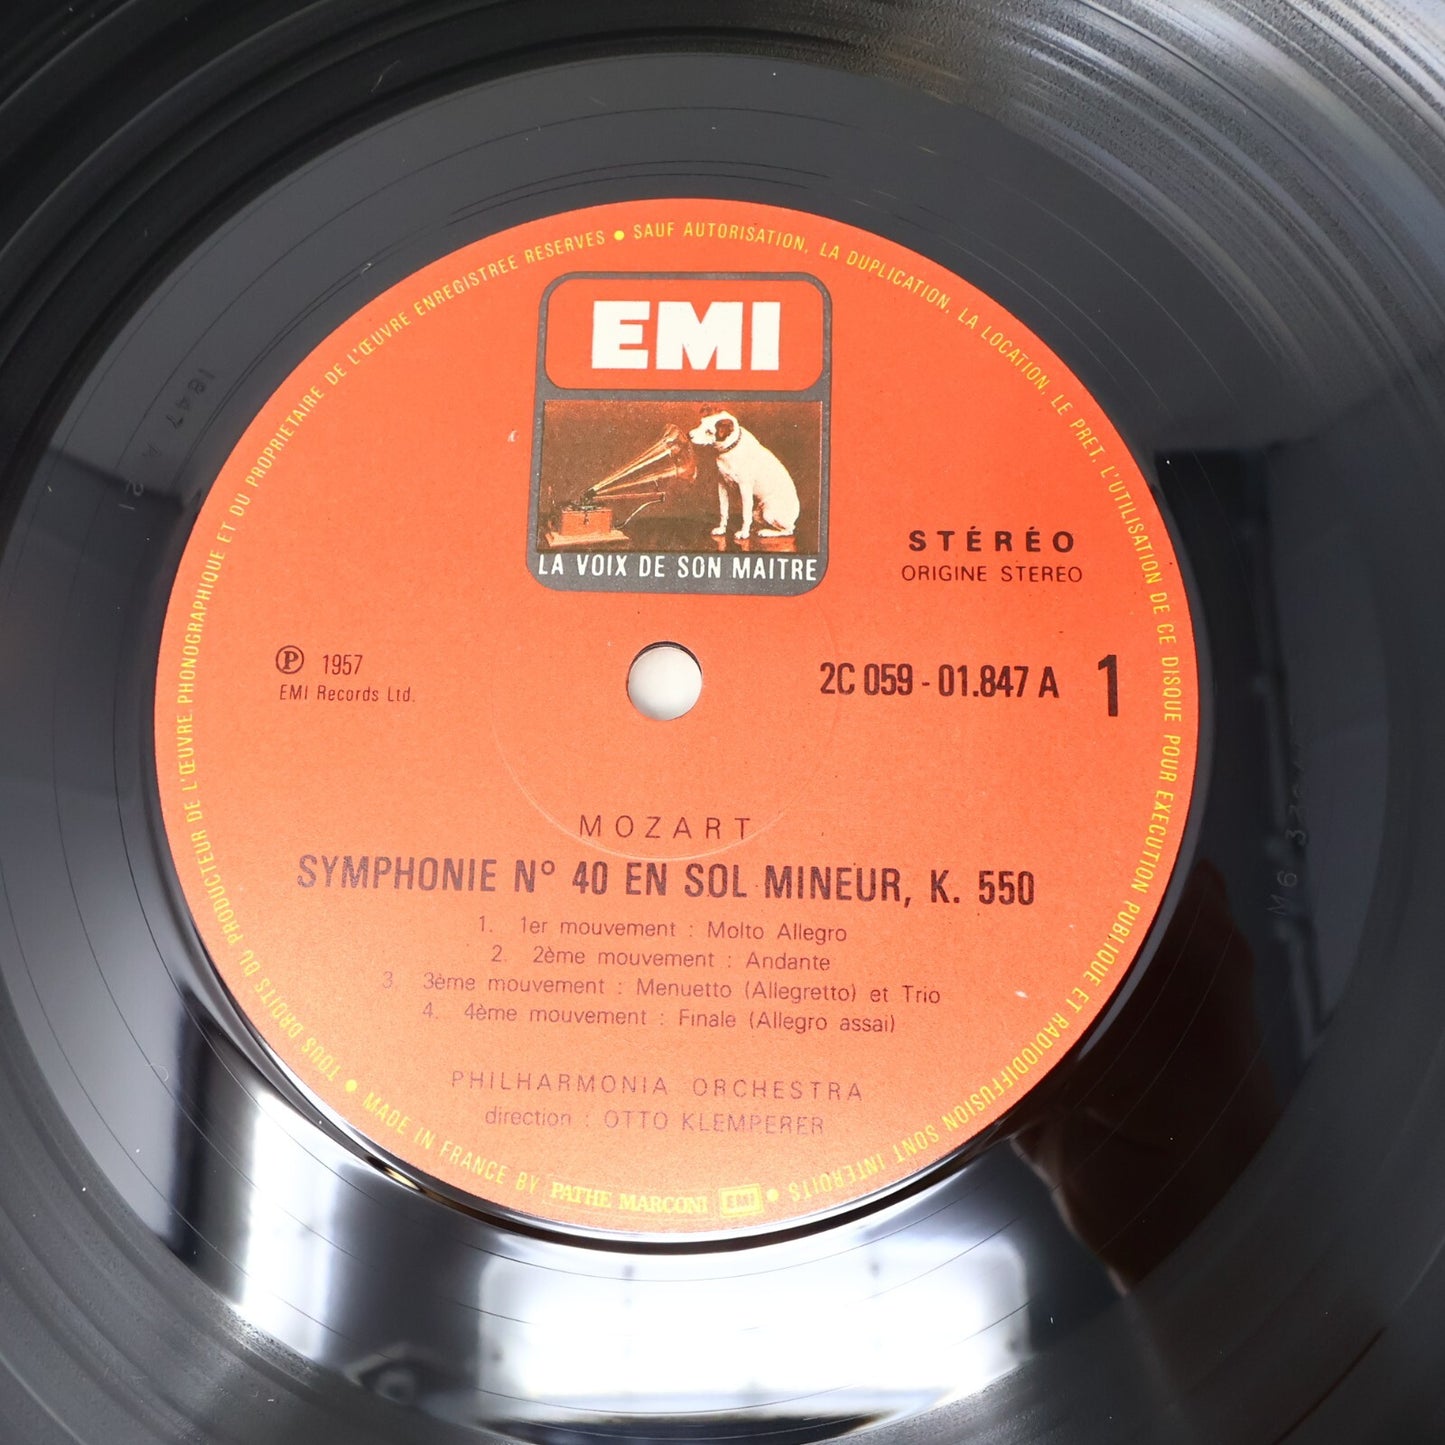 TOUS DROITS DU PRODUCTEUR DE L'ŒUVRE PHONOGRAPHIQUE ET DU PROPRIETAIRE DE L'ŒUVRE ENREGISTREE RESERVES • SAUF AUTORISATION, LA DUPLICATION, LA LOCATION, LE PRET, L'UTILISATION DE CE DISQUE POUR EXECUTION PUBLIQUE ET RADIODIFFUSION SONT INTERDITS •
EMI
LA VOIX DE SON MAITRE
STÉRÉO
ORIGINE STEREO
℗ 1957
EMI Records Ltd.
2C 059 - 01.847 A 1
MOZART
SYMPHONIE N° 40 EN SOL MINEUR, K. 550
1. 1er mouvement : Molto Allegro
2. 2ème mouvement : Andante
3. 3ème mouvement : Menuetto (Allegretto) et Trio
4. 4ème mouvement : Finale (Allegro assai)
PHILHARMONIA ORCHESTRA
direction : OTTO KLEMPERER
• MADE IN FRANCE BY PATHE MARCONI EMI
1847 A
21